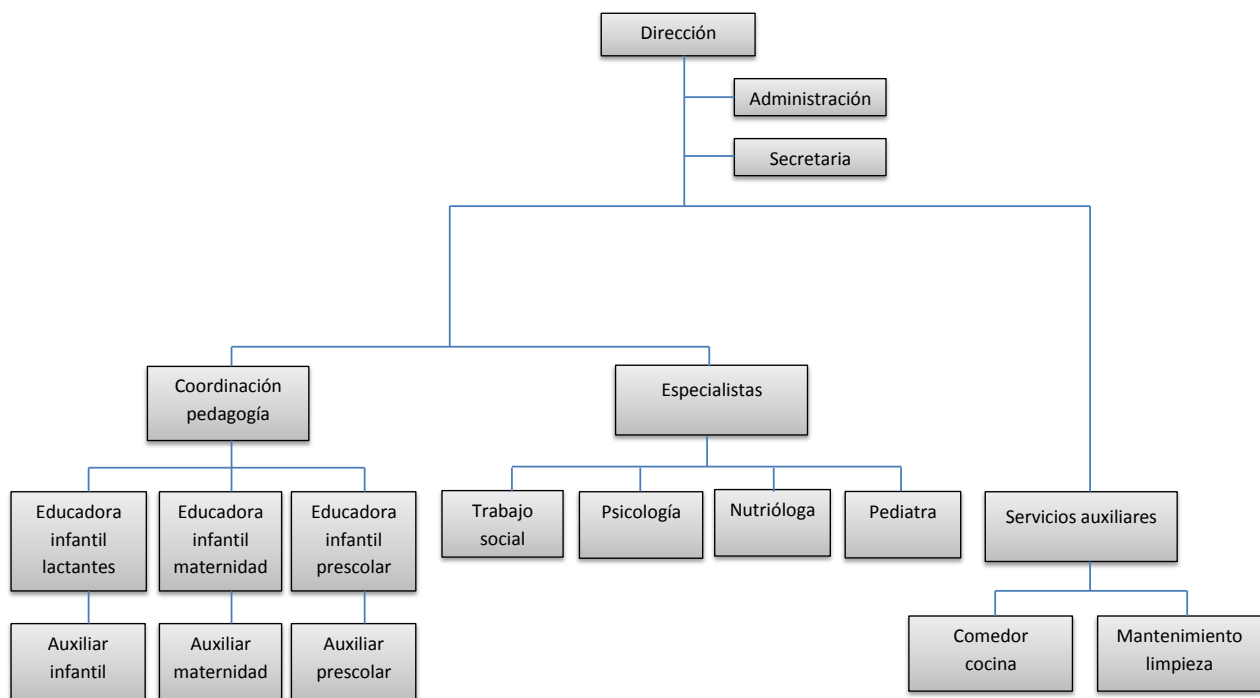 Dirección
Administración
Secretaria
Coordinación
pedagogía
Especialistas
Educadora
infantil
lactantes
Educadora
infantil
maternidad
Educadora
infantil
prescolar
Trabajo
social
Psicología
Nutrióloga
Pediatra
Servicios auxiliares
Auxiliar
infantil
Auxiliar
maternidad
Auxiliar
prescolar
Comedor
cocina
Mantenimiento
limpieza